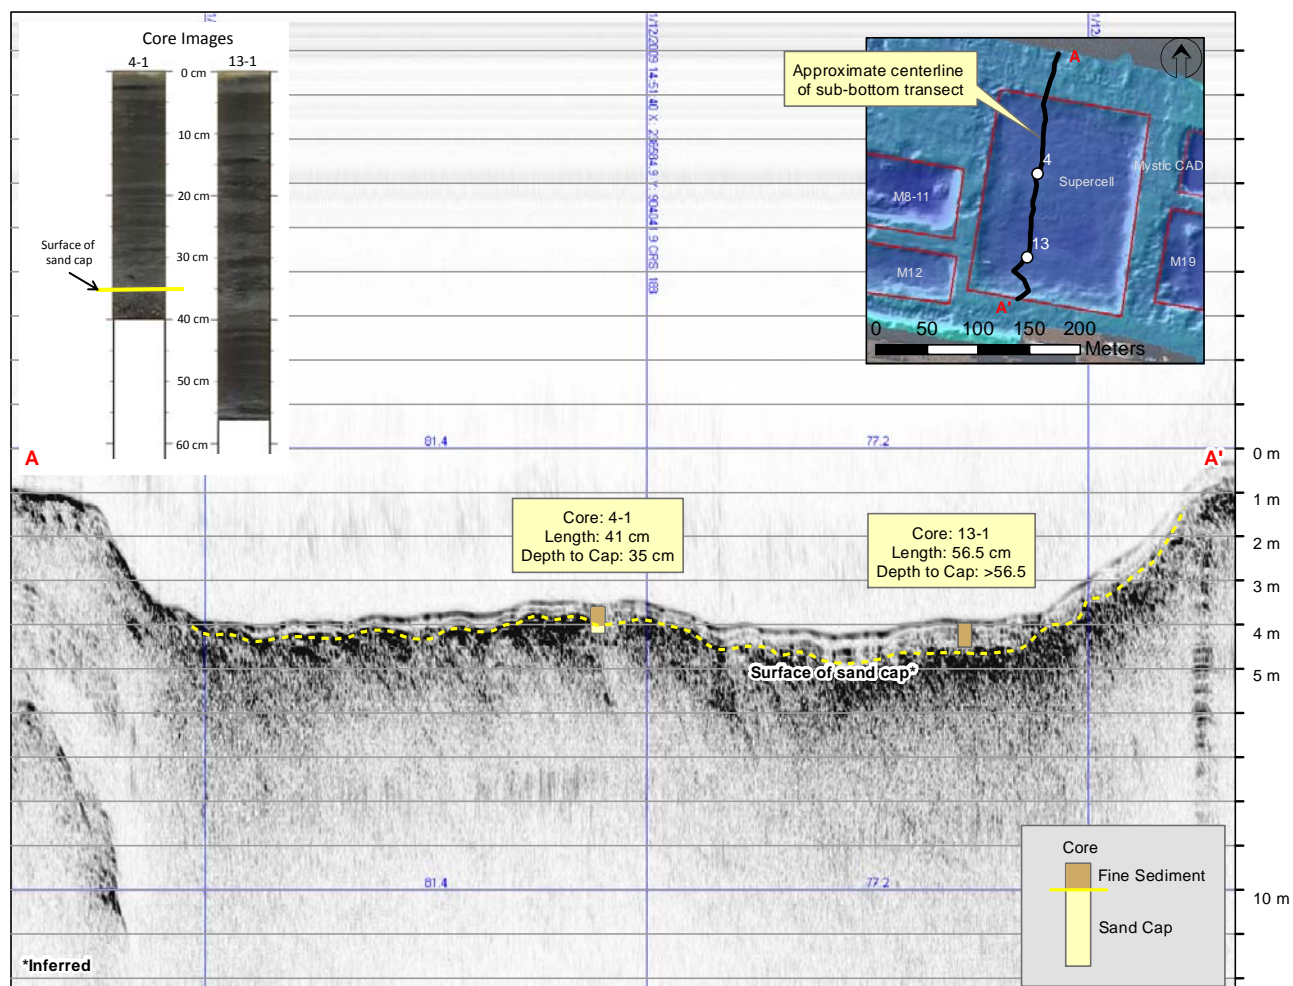 Core Images
4-1
13-1
0 cm
10 cm
20 cm
30 cm
40 cm
50 cm
60 cm
Surface of
sand cap
A
Approximate centerline
of sub-bottom transect
A
4
Mystic CAD
Supercell
M8-11
13
M12
M19
A'
0 50 100 150 200
Meters
81.4
77.2
0 m
A'
1 m
2 m
3 m
4 m
5 m
10 m
Core: 4-1
Length: 41 cm
Depth to Cap: 35 cm
Core: 13-1
Length: 56.5 cm
Depth to Cap: >56.5
Surface of sand cap*
81.4
77.2
Core
Fine Sediment
Sand Cap
*Inferred